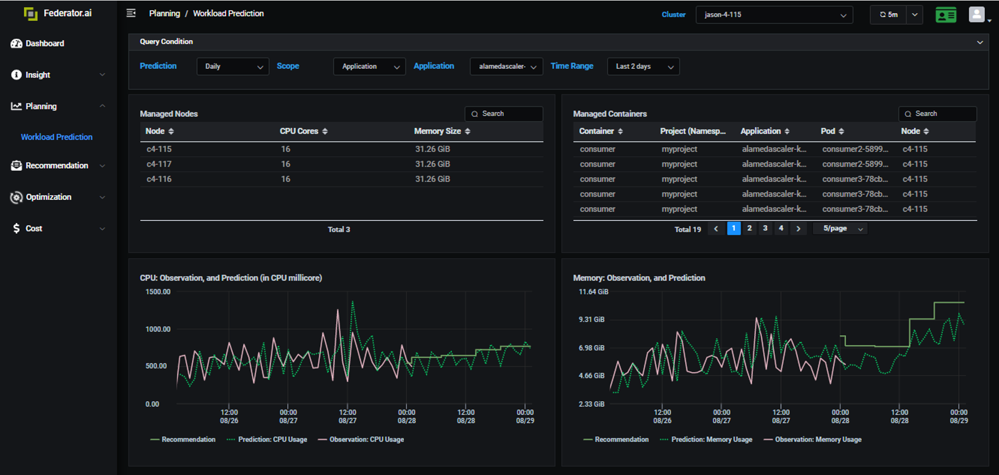 Federator.ai
Planning / Workload Prediction
Cluster
jason-4-115
5m
Dashboard
Insight
Planning
Workload Prediction
Recommendation
Optimization
Cost
Query Condition
Prediction Daily Scope Application Application alamedascaler- Time Range Last 2 days
Managed Nodes
Search
Node CPU Cores Memory Size
c4-115 16 31.26 GiB
c4-117 16 31.26 GiB
c4-116 16 31.26 GiB
Total 3
Managed Containers
Search
Container Project (Namesp... Application Pod Node
consumer myproject alamedascaler-k... consumer2-5899... c4-115
consumer myproject alamedascaler-k... consumer2-5899... c4-115
consumer myproject alamedascaler-k... consumer3-78cb... c4-115
consumer myproject alamedascaler-k... consumer3-78cb... c4-115
consumer myproject alamedascaler-k... consumer3-78cb... c4-115
Total 19 1 2 3 4 5/page
CPU: Observation, and Prediction (in CPU millicore)
1500.00
1000.00
500.00
0.00
12:00 00:00 12:00 00:00 12:00 00:00
08/26 08/27 08/27 08/28 08/28 08/29
Recommendation Prediction: CPU Usage Observation: CPU Usage
Memory: Observation, and Prediction
11.64 GiB
9.31 GiB
6.98 GiB
4.66 GiB
2.33 GiB
12:00 00:00 12:00 00:00 12:00 00:00
08/26 08/27 08/27 08/28 08/28 08/29
Recommendation Prediction: Memory Usage Observation: Memory Usage